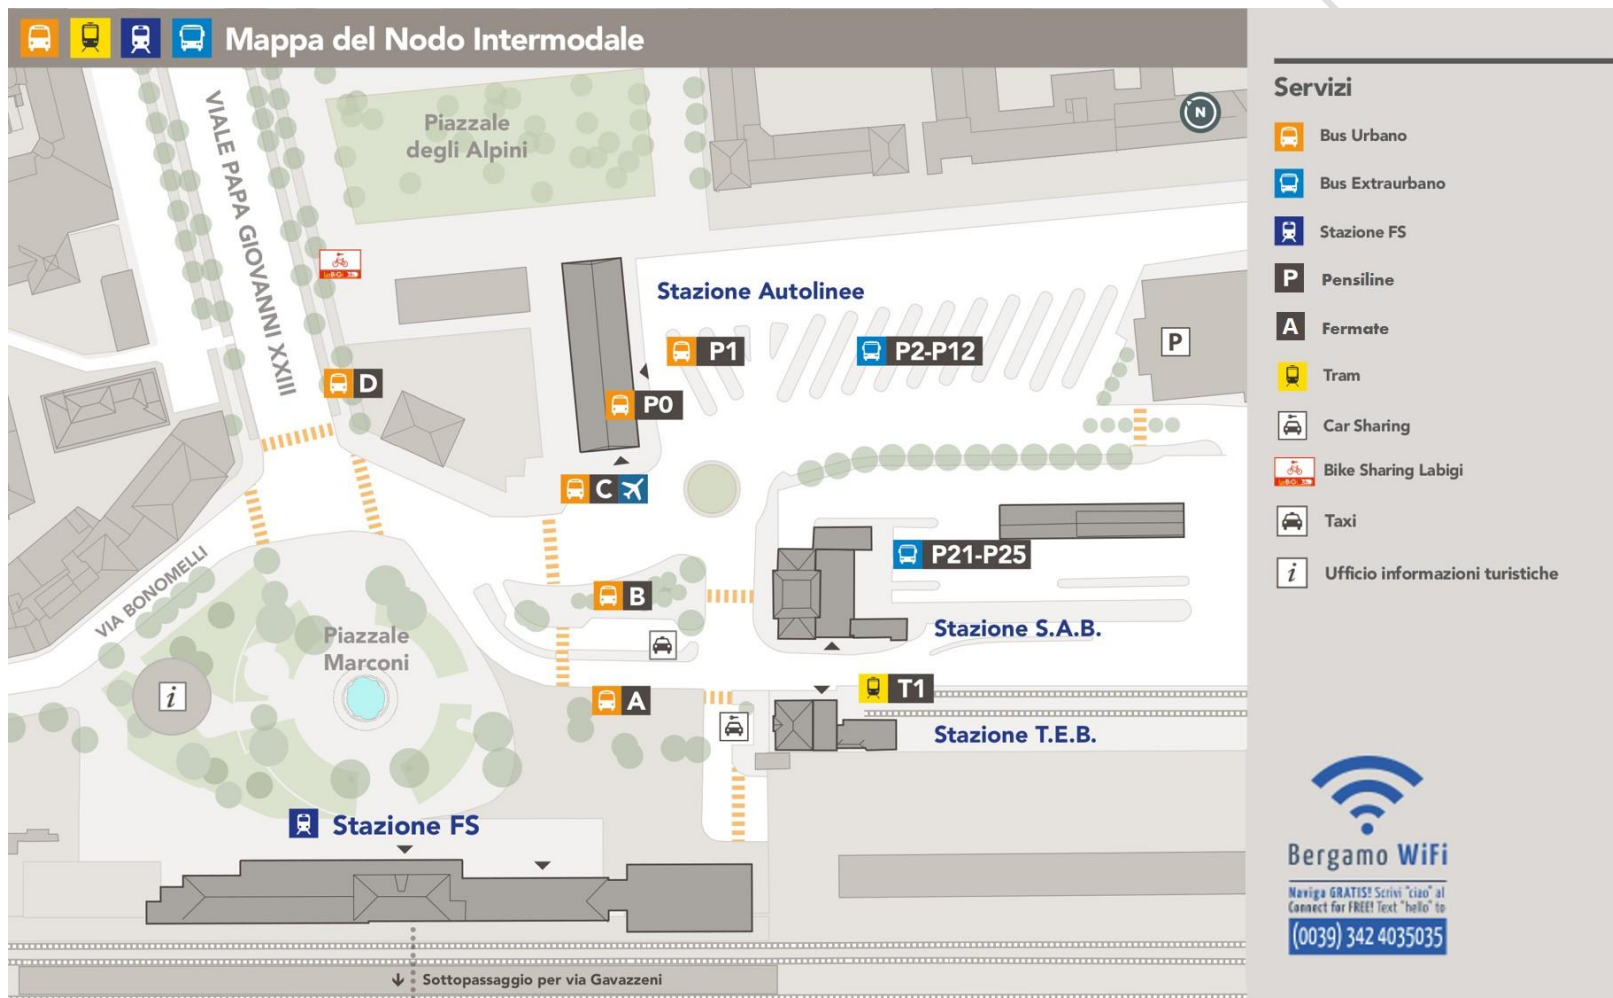 Mappa del Nodo Intermodale
VIALE PAPA GIOVANNI XXIII
Piazzale
degli Alpini
N
Stazione Autolinee
P1
P2-P12
P
D
P0
C
P21-P25
VIA BONOMELLI
B
Piazzale
Marconi
Stazione S.A.B.
i
A
T1
Stazione T.E.B.
Stazione FS
Sottopassaggio per via Gavazzeni
Servizi
Bus Urbano
Bus Extraurbano
Stazione FS
P Pensiline
A Fermate
Tram
Car Sharing
Bike Sharing Labigi
Taxi
i Ufficio informazioni turistiche
Bergamo WiFi
Naviga GRATIS! Scrivi "ciao" al
Connect for FREE! Text "hello" to
(0039) 342 4035035